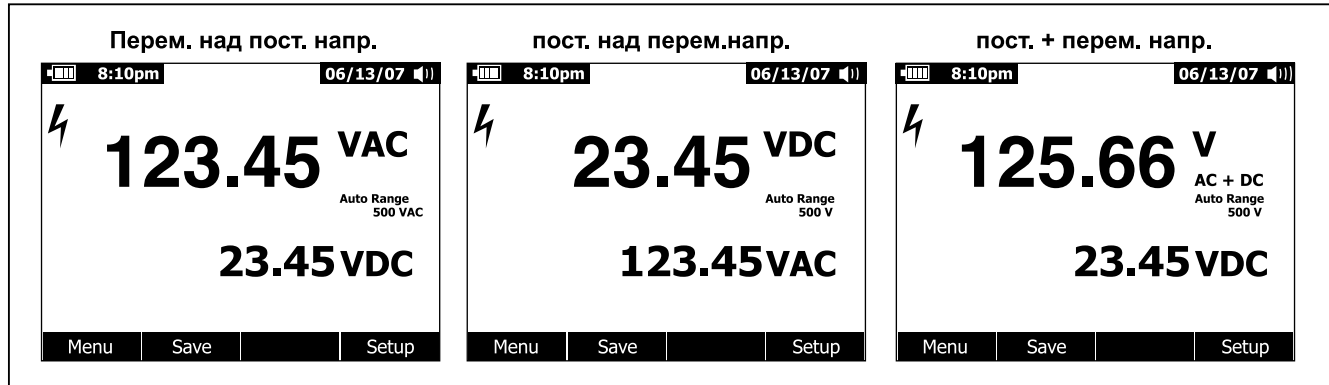 Перем. над пост. напр.
8:10pm 06/13/07
123.45 VAC
Auto Range
500 VAC
23.45 VDC
Menu Save Setup
пост. над перем.напр.
8:10pm 06/13/07
23.45 VDC
Auto Range
500 V
123.45 VAC
Menu Save Setup
пост. + перем. напр.
8:10pm 06/13/07
125.66 V
AC + DC
Auto Range
500 V
23.45 VDC
Menu Save Setup